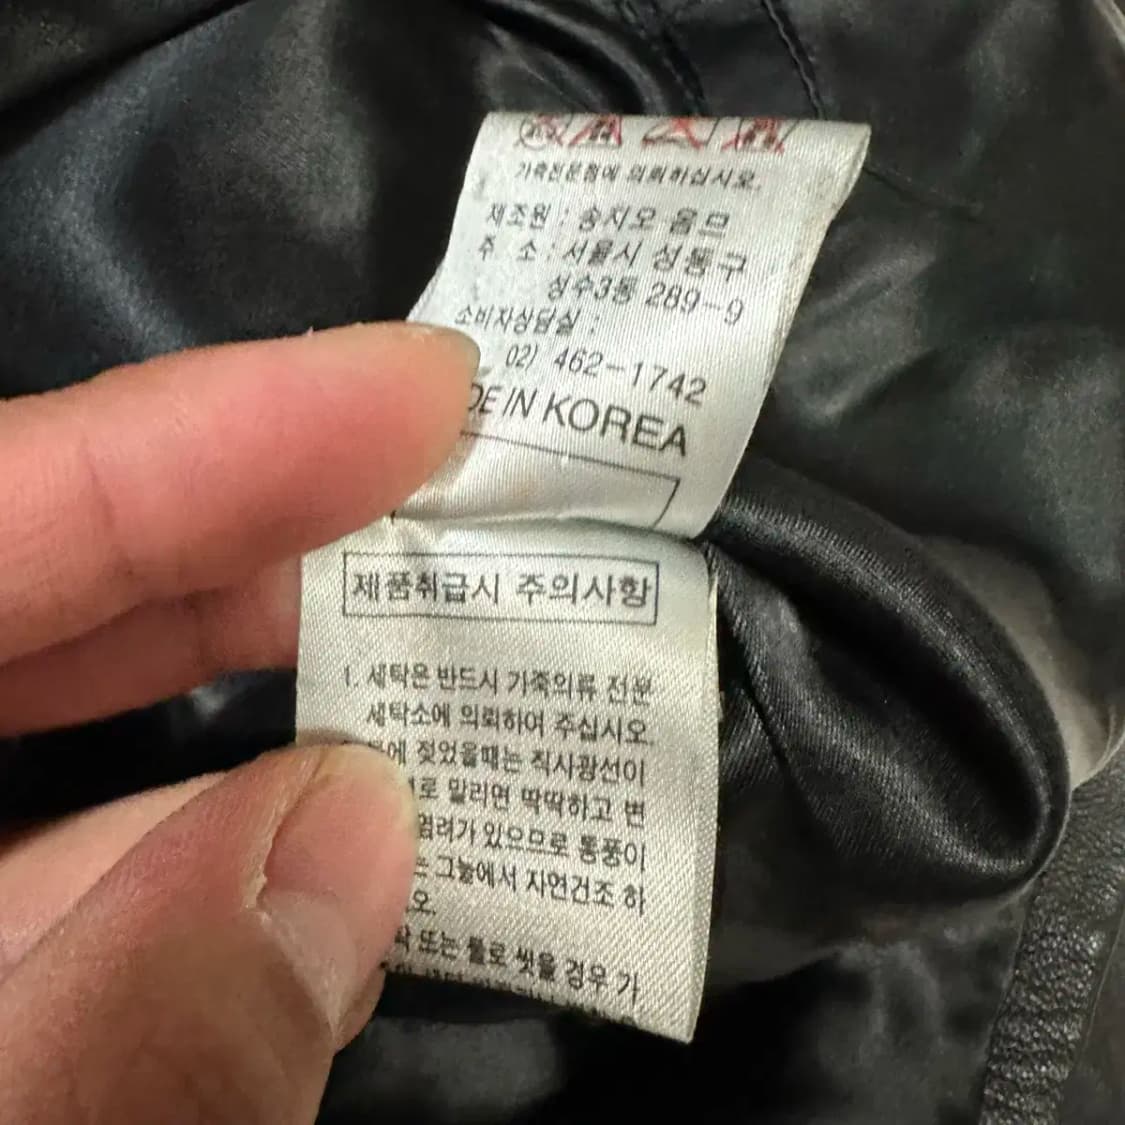 가죽전문점에 의뢰하십시오.
제조원 : 송지오 옴므
주 소 : 서울시 성동구
성수3동 289-9
소비자상담실 :
02) 462-1742
DE IN KOREA
제품취급시 주의사항
1. 세탁은 반드시 가죽의류 전문
세탁소에 의뢰하여 주십시오.
에 젖었을때는 직사광선이
로 말리면 딱딱하고 변
염려가 있으므로 통풍이
는 그늘에서 자연건조 하
오.
탁 또는 물로 씻을 경우 가